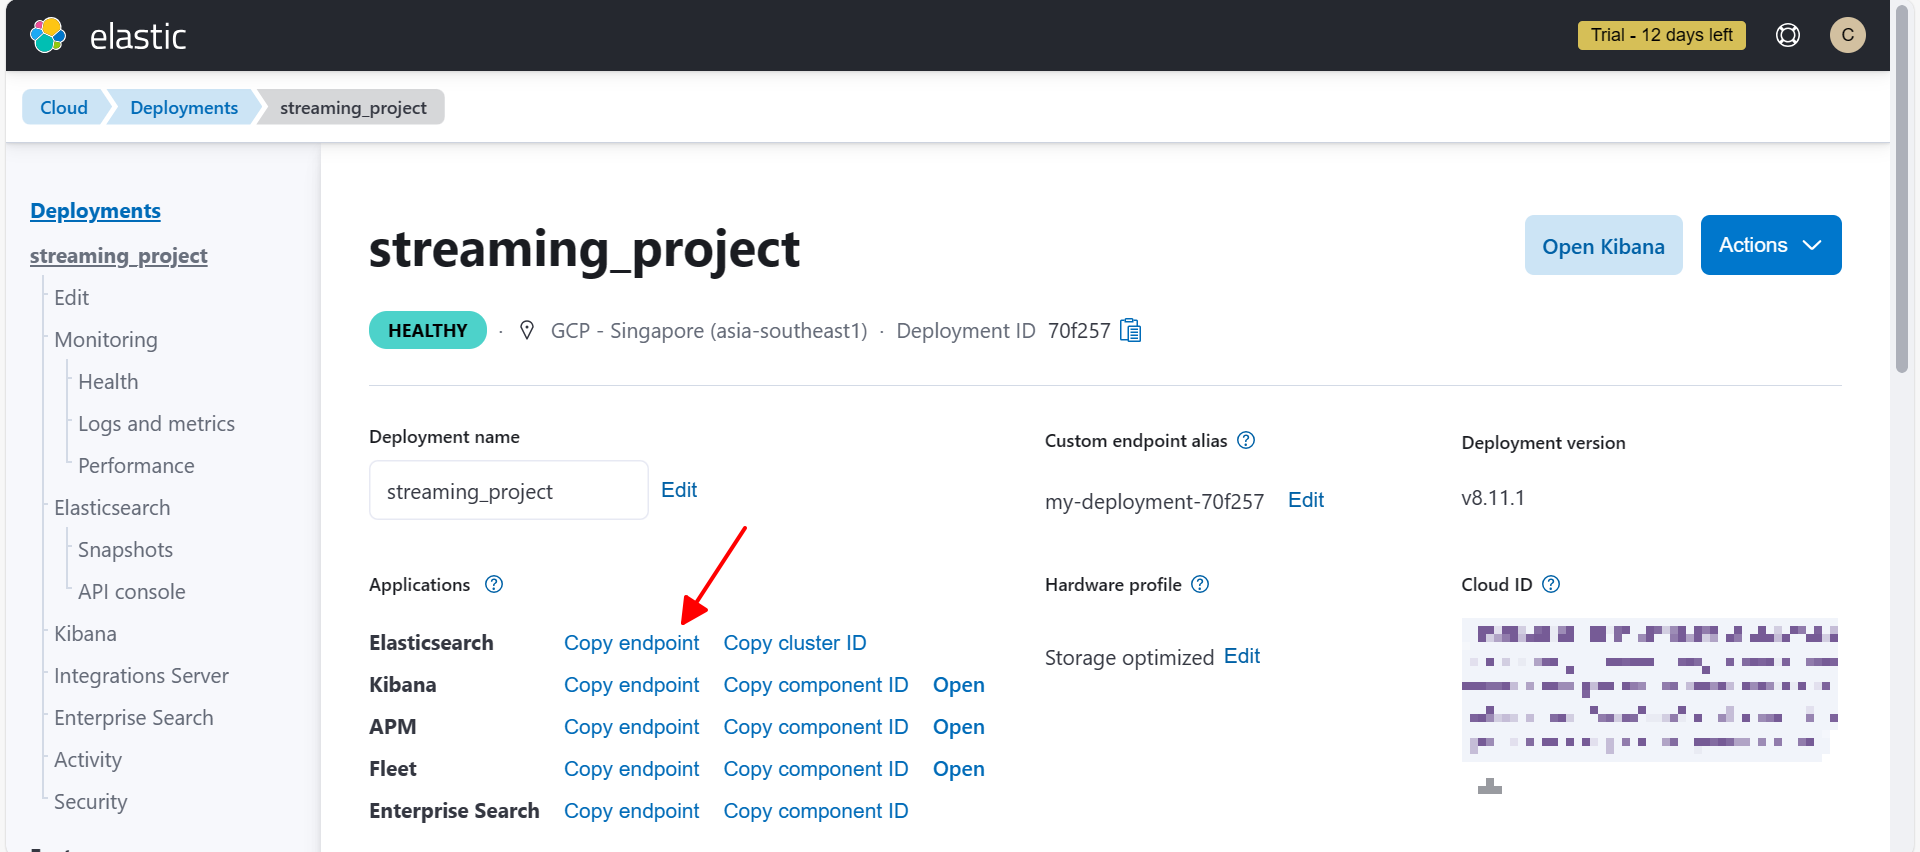 elastic
Trial - 12 days left
C
Cloud
Deployments
streaming_project
Deployments
streaming_project
Edit
Monitoring
Health
Logs and metrics
Performance
Elasticsearch
Snapshots
API console
Kibana
Integrations Server
Enterprise Search
Activity
Security
streaming_project
Open Kibana
Actions
HEALTHY · GCP - Singapore (asia-southeast1) · Deployment ID 70f257
Deployment name
streaming_project Edit
Custom endpoint alias
my-deployment-70f257 Edit
Deployment version
v8.11.1
Applications
Elasticsearch Copy endpoint Copy cluster ID
Kibana Copy endpoint Copy component ID Open
APM Copy endpoint Copy component ID Open
Fleet Copy endpoint Copy component ID Open
Enterprise Search Copy endpoint Copy component ID
Hardware profile
Storage optimized Edit
Cloud ID